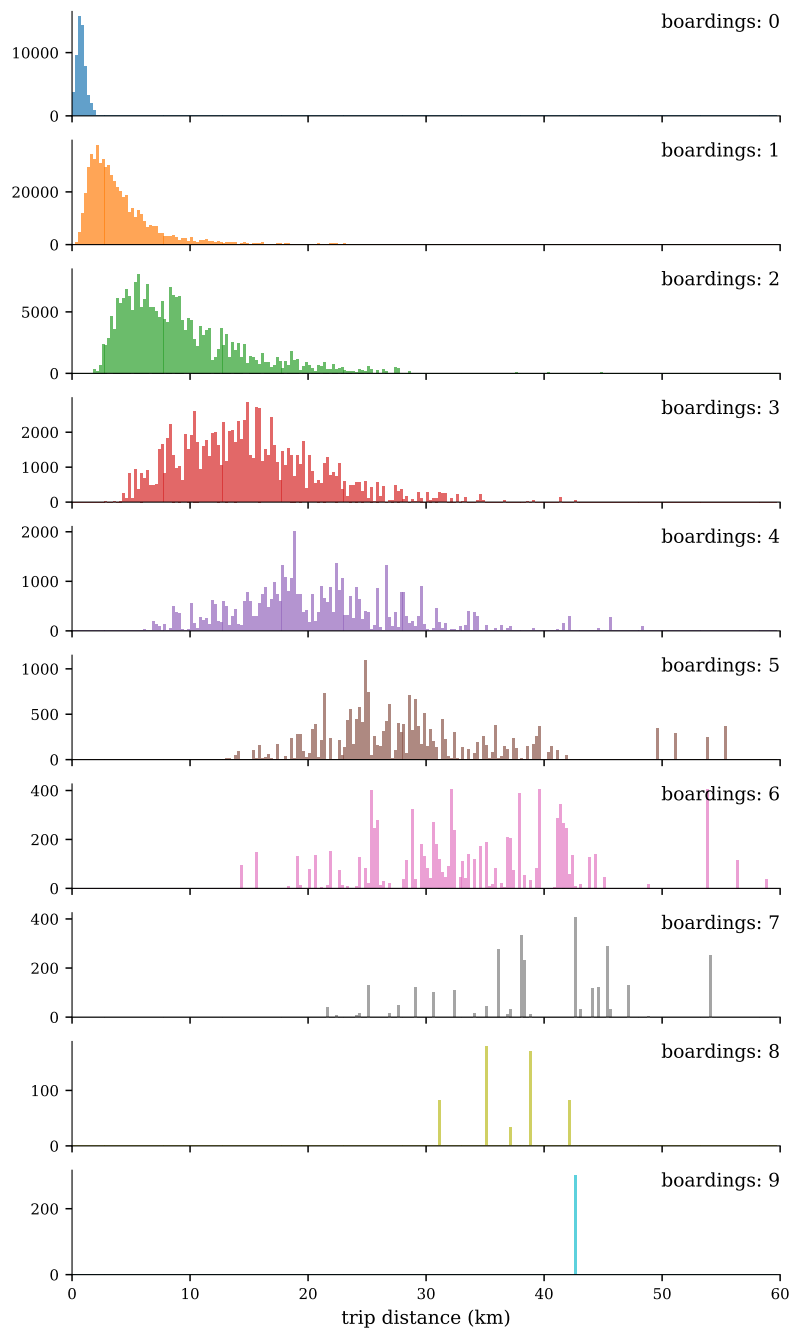 boardings: 0
10000
0
boardings: 1
20000
0
boardings: 2
5000
0
boardings: 3
2000
1000
0
boardings: 4
2000
1000
0
boardings: 5
1000
500
0
boardings: 6
400
200
0
boardings: 7
400
200
0
boardings: 8
100
0
boardings: 9
200
0
0 10 20 30 40 50 60
trip distance (km)